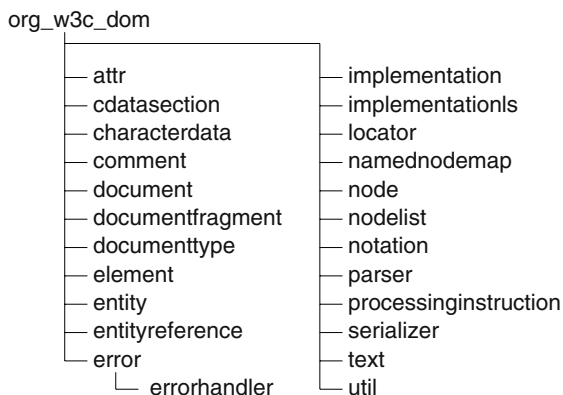 org_w3c_dom
attr
cdatasection
characterdata
comment
document
documentfragment
documenttype
element
entity
entityreference
error
errorhandler
implementation
implementationls
locator
namednodemap
node
nodelist
notation
parser
processinginstruction
serializer
text
util